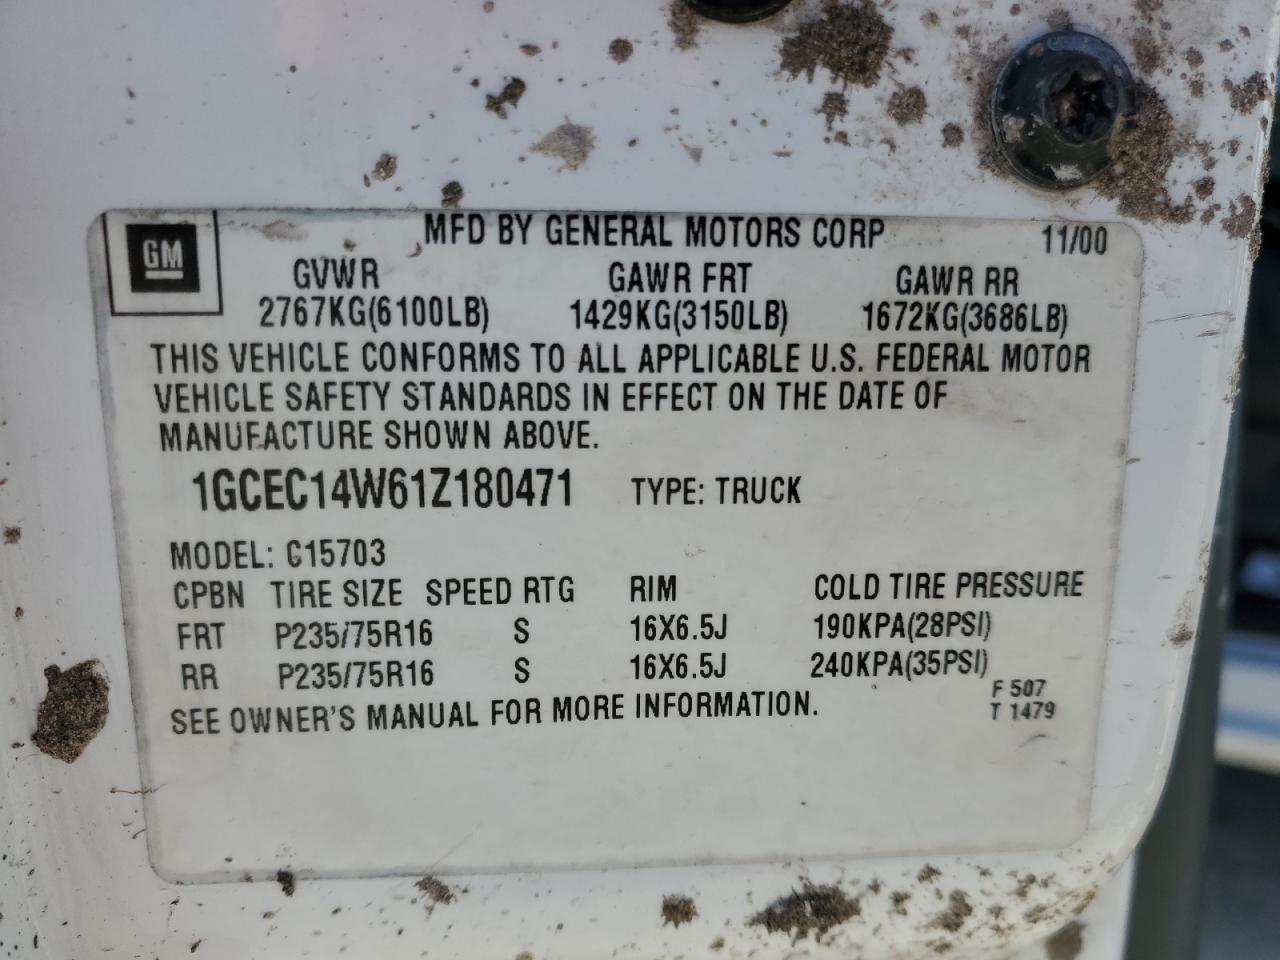 GM
MFD BY GENERAL MOTORS CORP 11/00
GVWR GAWR FRT GAWR RR
2767KG(6100LB) 1429KG(3150LB) 1672KG(3686LB)
THIS VEHICLE CONFORMS TO ALL APPLICABLE U.S. FEDERAL MOTOR
VEHICLE SAFETY STANDARDS IN EFFECT ON THE DATE OF
MANUFACTURE SHOWN ABOVE.
1GCEC14W61Z180471 TYPE: TRUCK
MODEL: C15703
CPBN TIRE SIZE SPEED RTG RIM COLD TIRE PRESSURE
FRT P235/75R16 S 16X6.5J 190KPA(28PSI)
RR P235/75R16 S 16X6.5J 240KPA(35PSI)
SEE OWNER'S MANUAL FOR MORE INFORMATION.
F 507
T 1479